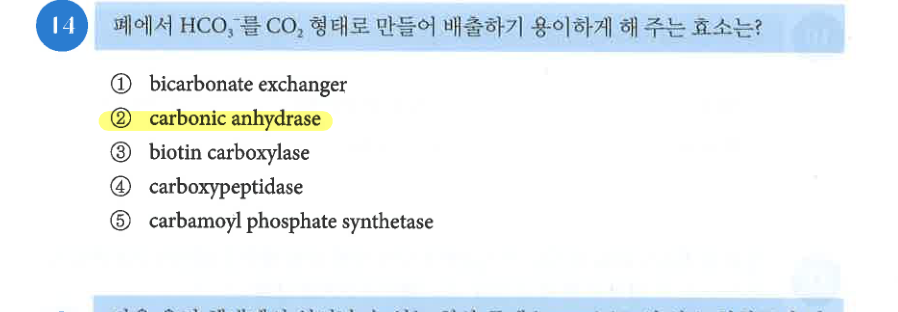 14 폐에서 HCO₃⁻를 CO₂ 형태로 만들어 배출하기 용이하게 해 주는 효소는?
① bicarbonate exchanger
② carbonic anhydrase
③ biotin carboxylase
④ carboxypeptidase
⑤ carbamoyl phosphate synthetase